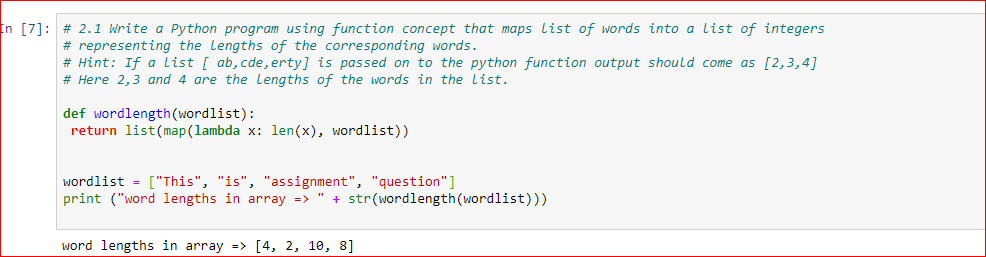 In [7]: # 2.1 Write a Python program using function concept that maps list of words into a list of integers
# representing the lengths of the corresponding words.
# Hint: If a list [ ab,cde,erty] is passed on to the python function output should come as [2,3,4]
# Here 2,3 and 4 are the lengths of the words in the list.
def wordlength(wordlist):
 return list(map(lambda x: len(x), wordlist))
wordlist = ["This", "is", "assignment", "question"]
print ("word lengths in array => " + str(wordlength(wordlist)))
word lengths in array => [4, 2, 10, 8]